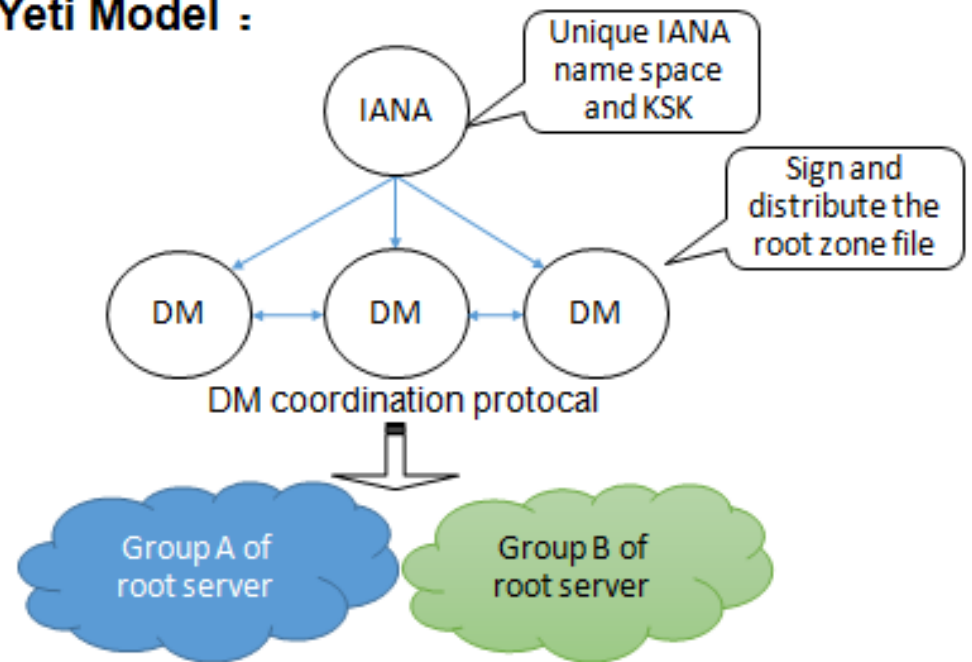 Yeti Model：
Unique IANA
name space
and KSK
IANA
Sign and
distribute the
root zone file
DM
DM
DM
DM coordination protocal
Group A of
root server
Group B of
root server